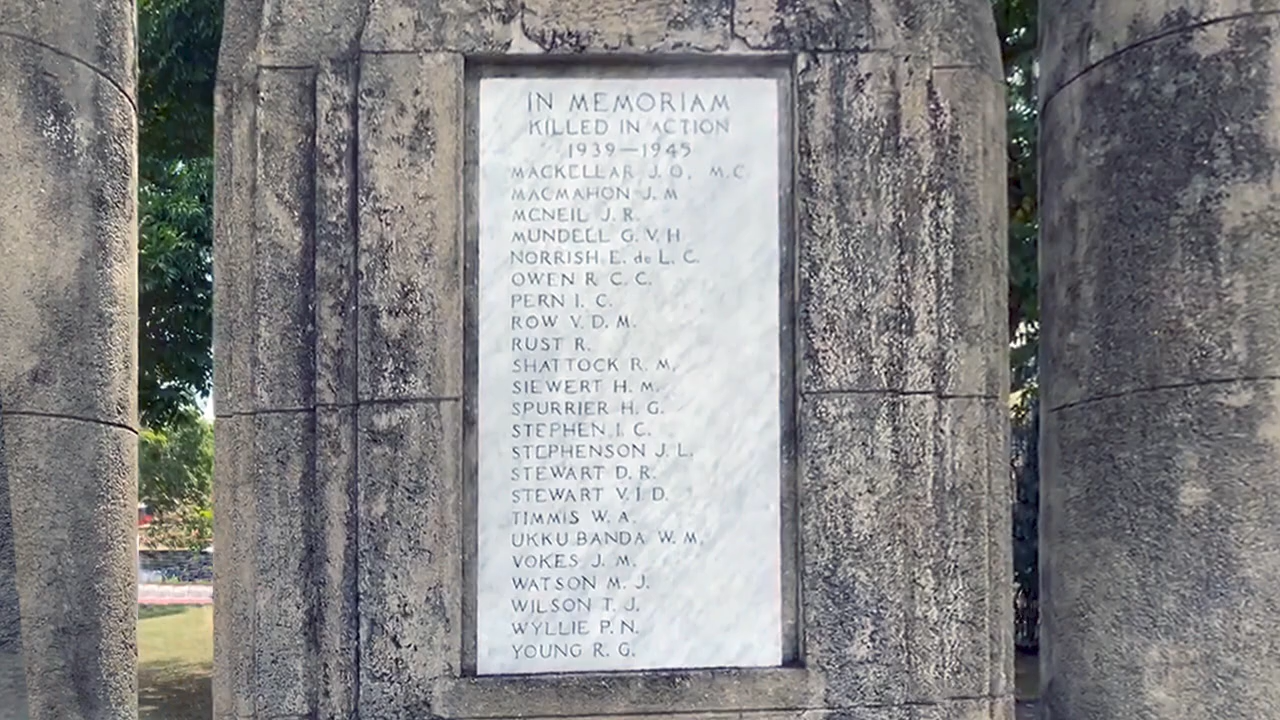 IN MEMORIAM
KILLED IN ACTION
1939—1945
MACKELLAR J. O. M.C.
MACMAHON J. M
MCNEIL J. R.
MUNDELL G. V. H
NORRISH E. de L. C.
OWEN R C. C.
PERN I. C.
ROW V. D. M.
RUST R.
SHATTOCK R. M.
SIEWERT H. M.
SPURRIER H. G.
STEPHEN I. C.
STEPHENSON J. L.
STEWART D. R.
STEWART V. I D.
TIMMIS W. A.
UKKU BANDA W. M.
VOKES J. M.
WATSON M. J.
WILSON T. J.
WYLLIE P. N.
YOUNG R. G.